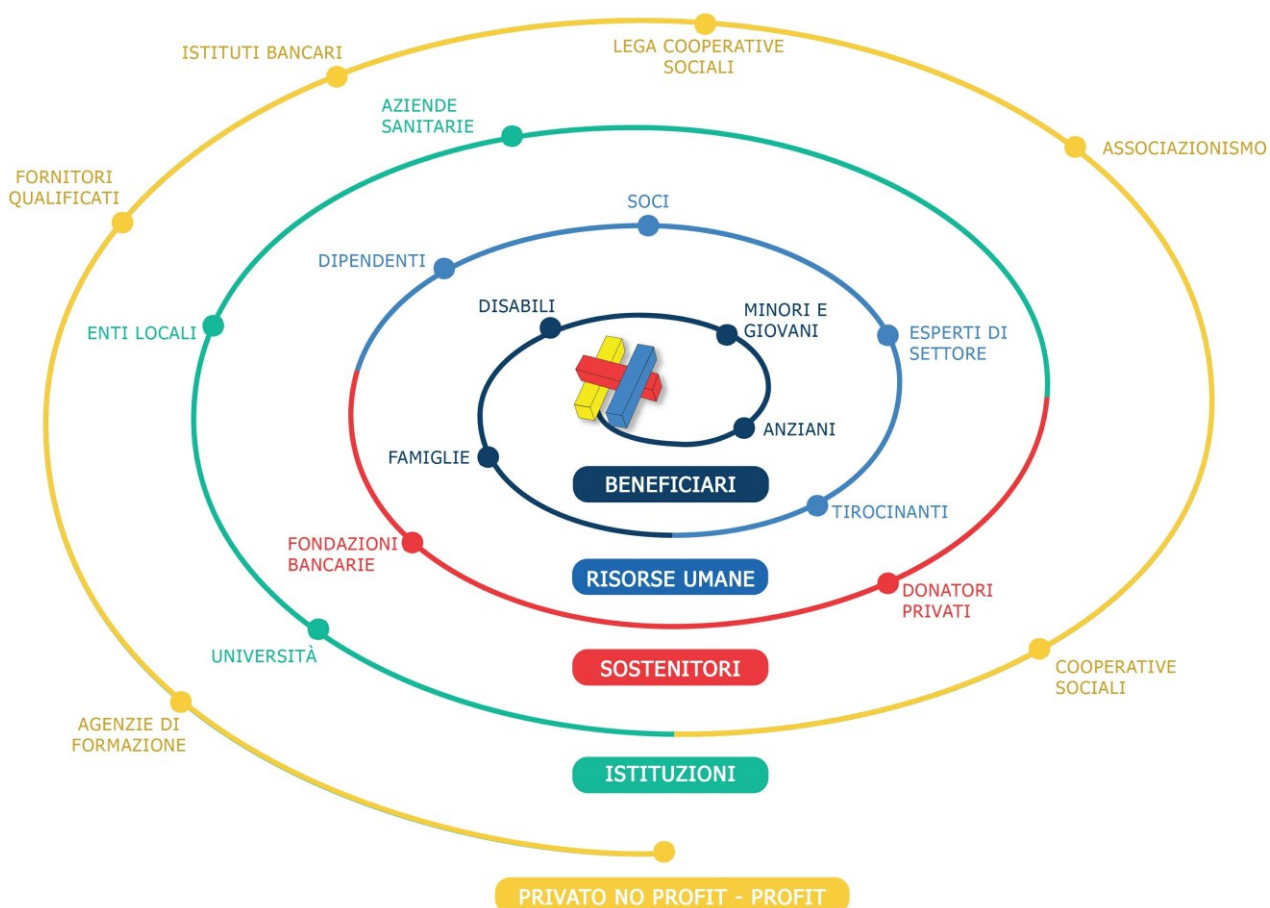 LEGA COOPERATIVE
SOCIALI
ISTITUTI BANCARI
AZIENDE
SANITARIE
ASSOCIAZIONISMO
FORNITORI
QUALIFICATI
SOCI
DIPENDENTI
DISABILI
MINORI E
GIOVANI
ENTI LOCALI
ESPERTI DI
SETTORE
ANZIANI
FAMIGLIE
BENEFICIARI
TIROCINANTI
FONDAZIONI
BANCARIE
RISORSE UMANE
DONATORI
PRIVATI
UNIVERSITÀ
SOSTENITORI
COOPERATIVE
SOCIALI
AGENZIE DI
FORMAZIONE
ISTITUZIONI
PRIVATO NO PROFIT - PROFIT